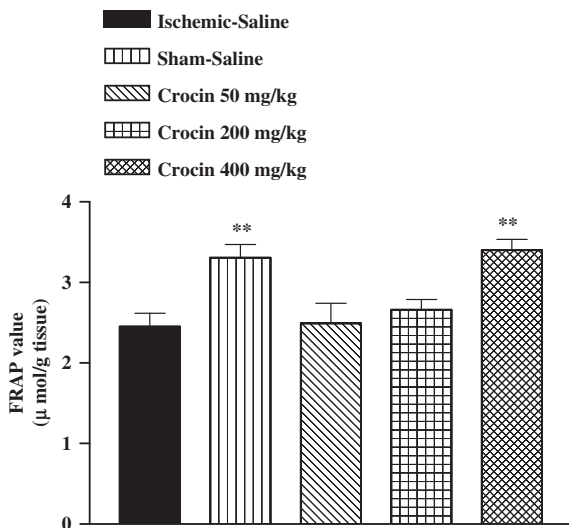 Ischemic-Saline
Sham-Saline
Crocin 50 mg/kg
Crocin 200 mg/kg
Crocin 400 mg/kg
4
**
**
3
2
1
0
FRAP value
(μ mol/g tissue)